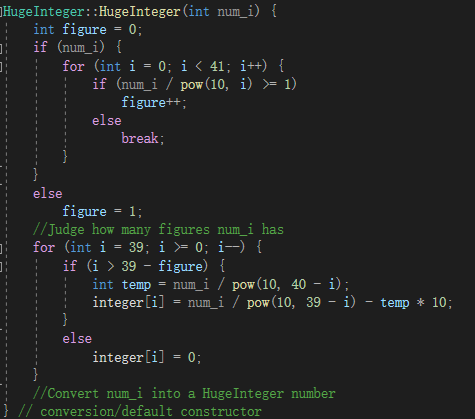 HugeInteger::HugeInteger(int num_i) {
int figure = 0;
if (num_i) {
for (int i = 0; i < 41; i++) {
if (num_i / pow(10, i) >= 1)
figure++;
else
break;
}
}
else
figure = 1;
//Judge how many figures num_i has
for (int i = 39; i >= 0; i--) {
if (i > 39 - figure) {
int temp = num_i / pow(10, 40 - i);
integer[i] = num_i / pow(10, 39 - i) - temp * 10;
}
else
integer[i] = 0;
}
//Convert num_i into a HugeInteger number
} // conversion/default constructor